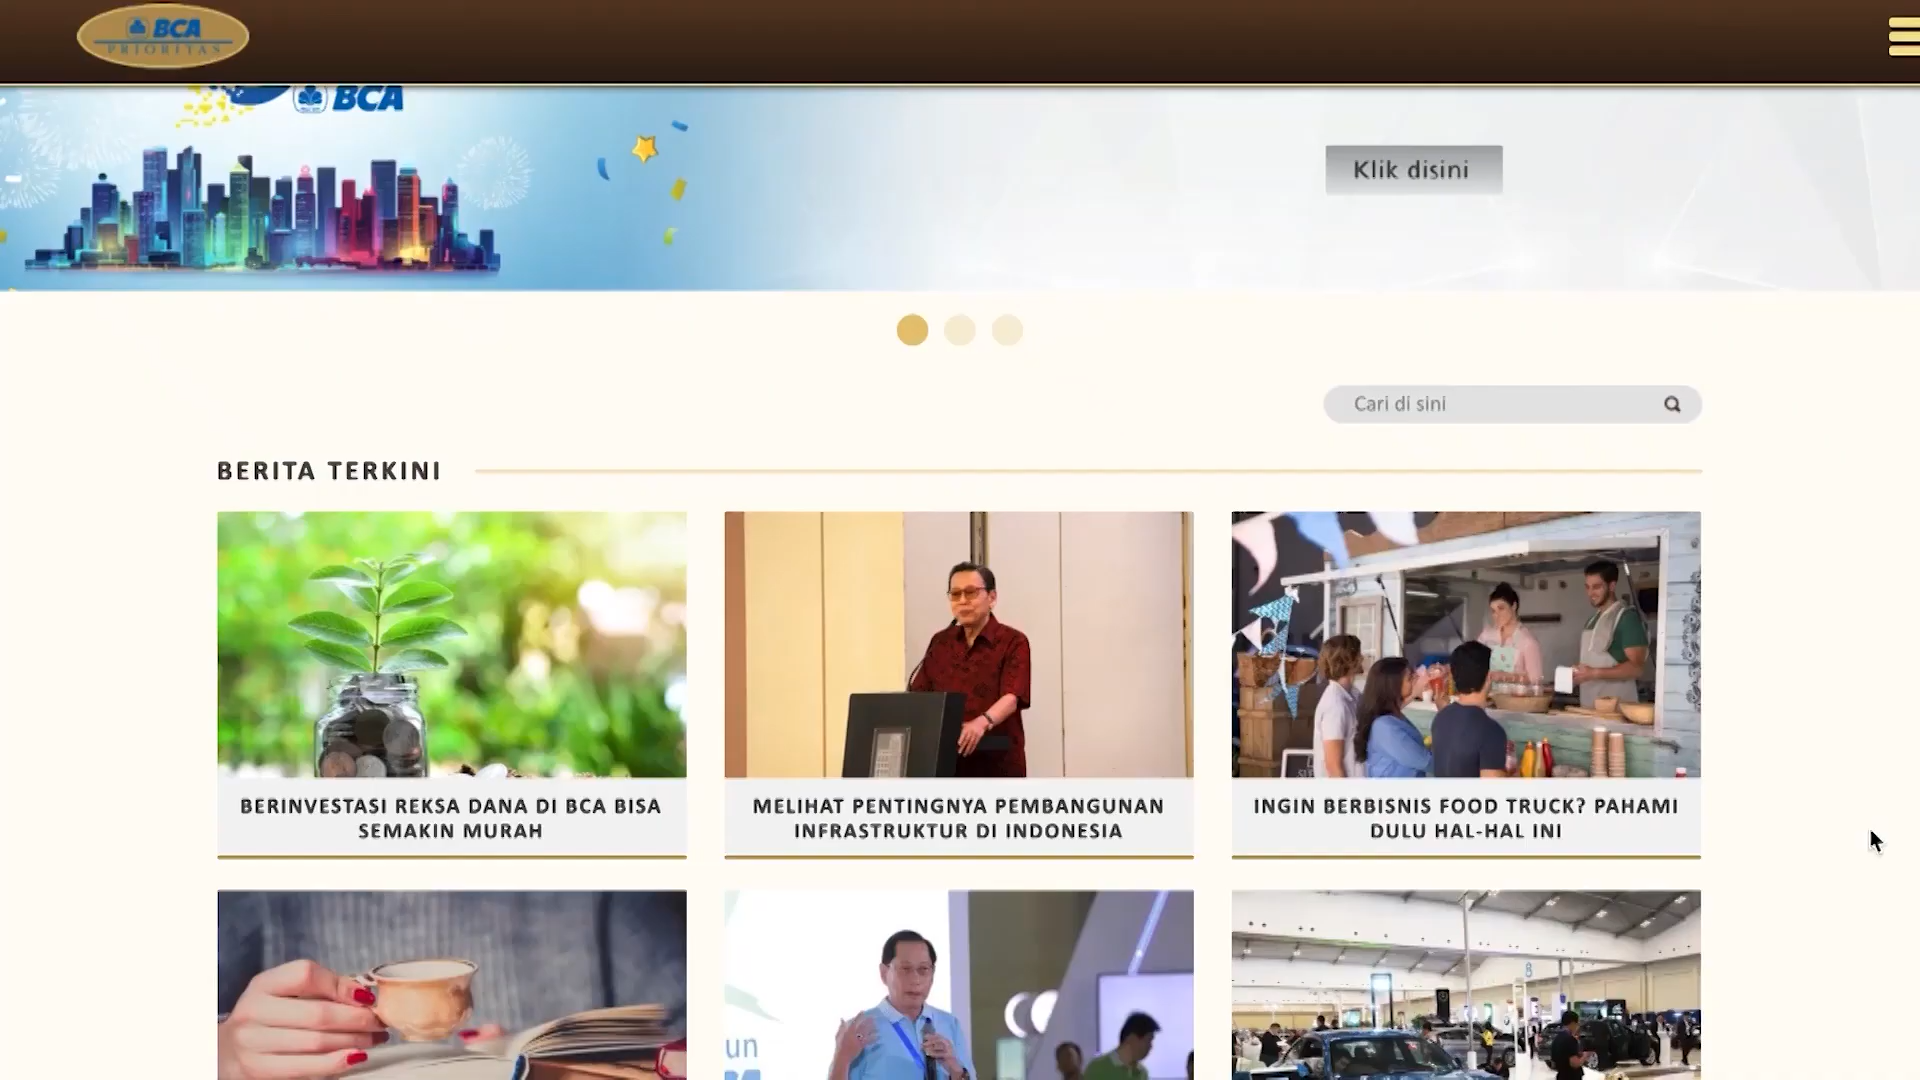 BCA
PRIORITAS
BCA
Klik disini
Cari di sini
BERITA TERKINI
BERINVESTASI REKSA DANA DI BCA BISA
SEMAKIN MURAH
MELIHAT PENTINGNYA PEMBANGUNAN
INFRASTRUKTUR DI INDONESIA
INGIN BERBISNIS FOOD TRUCK? PAHAMI
DULU HAL-HAL INI
un
8